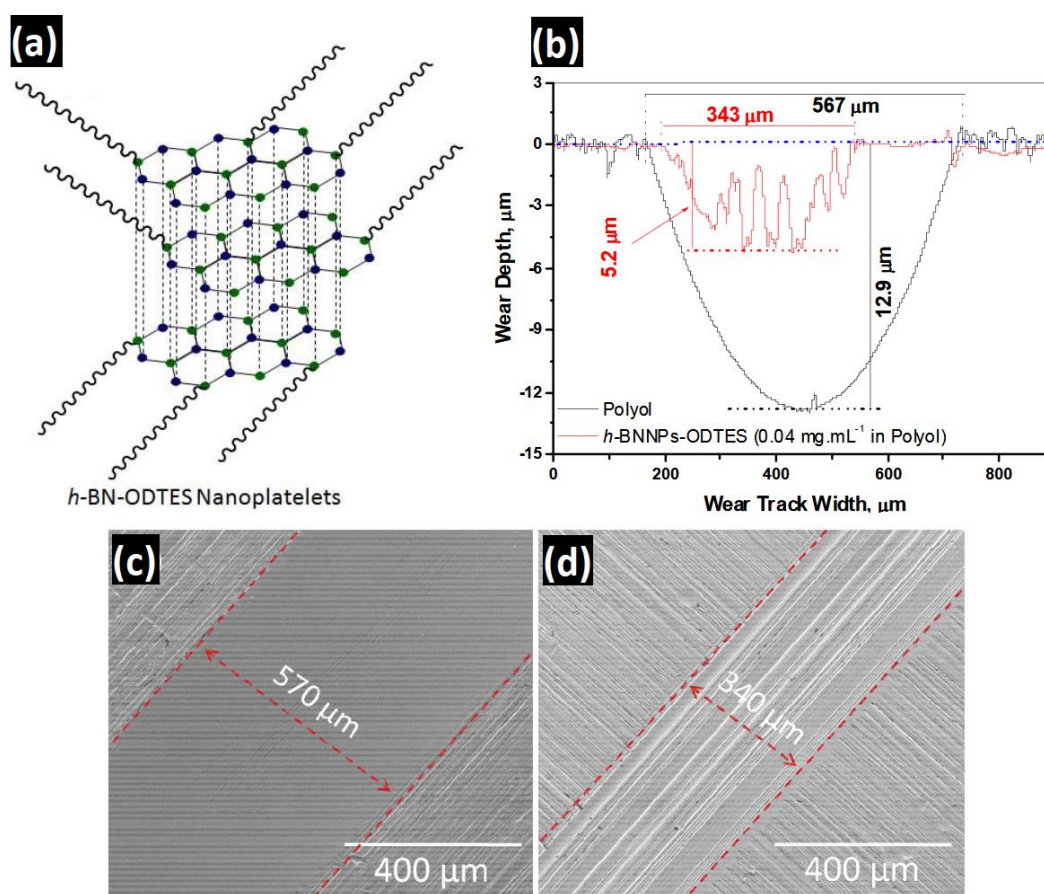 (a)
h-BN-ODTES Nanoplatelets
(b)
3
0
-3
-6
-9
-12
-15
Wear Depth, µm
567 µm
343 µm
5.2 µm
12.9 µm
Polyol
h-BNNPs-ODTES (0.04 mg.mL⁻¹ in Polyol)
0 200 400 600 800
Wear Track Width, µm
(c)
570 µm
400 µm
(d)
340 µm
400 µm